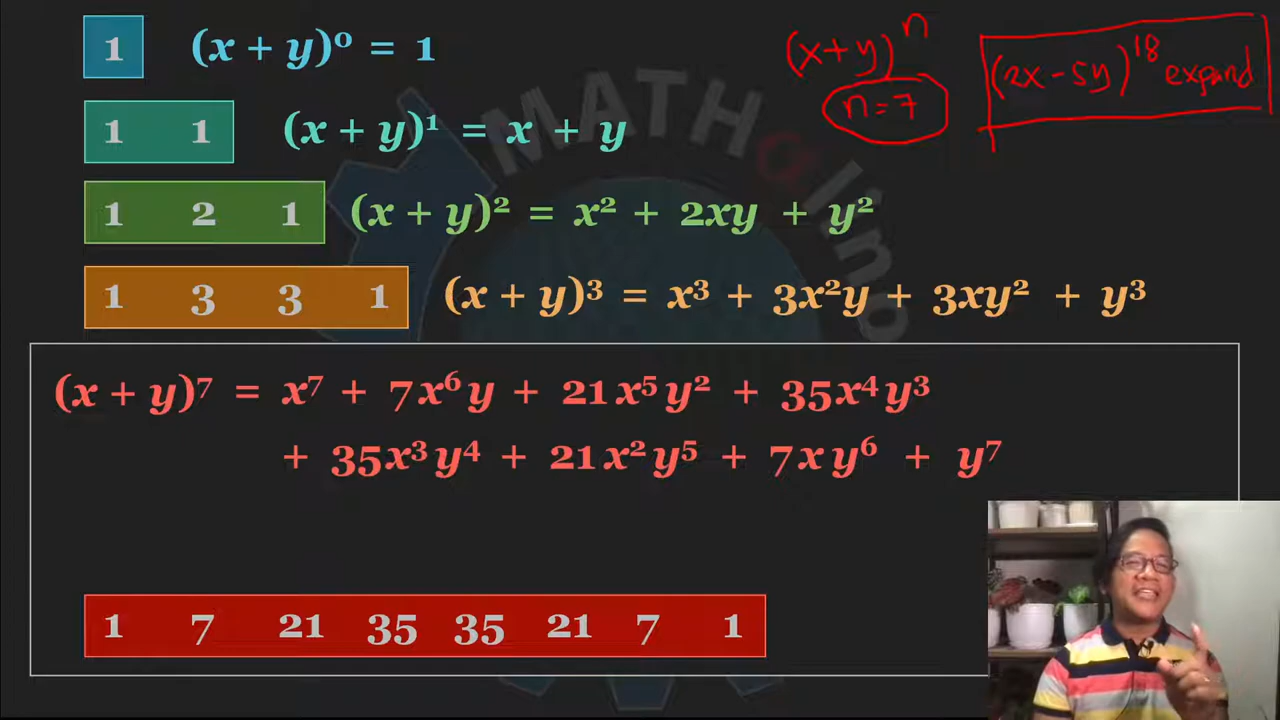 1 (x + y)⁰ = 1
(x+y)ⁿ
n=7
(2x-5y)¹⁸ expand
1 1 (x + y)¹ = x + y
MATHalino
1 2 1 (x + y)² = x² + 2xy + y²
1 3 3 1 (x + y)³ = x³ + 3x²y + 3xy² + y³
(x + y)⁷ = x⁷ + 7x⁶y + 21x⁵y² + 35x⁴y³
+ 35x³y⁴ + 21x²y⁵ + 7xy⁶ + y⁷
1 7 21 35 35 21 7 1